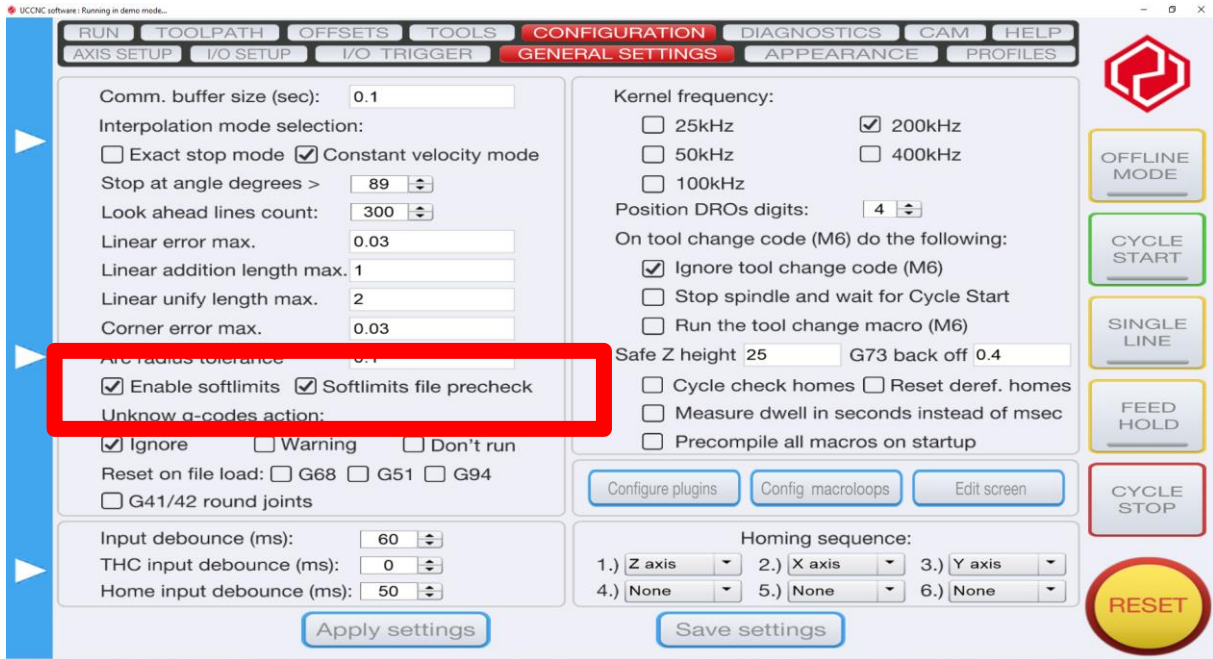 UCCNC software : Running in demo mode...
RUN TOOLPATH OFFSETS TOOLS CONFIGURATION DIAGNOSTICS CAM HELP
AXIS SETUP I/O SETUP I/O TRIGGER GENERAL SETTINGS APPEARANCE PROFILES
Comm. buffer size (sec): 0.1
Interpolation mode selection:
Exact stop mode Constant velocity mode
Stop at angle degrees > 89
Look ahead lines count: 300
Linear error max. 0.03
Linear addition length max. 1
Linear unify length max. 2
Corner error max. 0.03
Arc radius tolerance 0.1
Enable softlimits Softlimits file precheck
Unknow g-codes action:
Ignore Warning Don't run
Reset on file load: G68 G51 G94
G41/42 round joints
Input debounce (ms): 60
THC input debounce (ms): 0
Home input debounce (ms): 50
Apply settings
Kernel frequency:
25kHz 200kHz
50kHz 400kHz
100kHz
Position DROs digits: 4
On tool change code (M6) do the following:
Ignore tool change code (M6)
Stop spindle and wait for Cycle Start
Run the tool change macro (M6)
Safe Z height 25 G73 back off 0.4
Cycle check homes Reset deref. homes
Measure dwell in seconds instead of msec
Precompile all macros on startup
Configure plugins Config macroloops Edit screen
Homing sequence:
1.) Z axis 2.) X axis 3.) Y axis
4.) None 5.) None 6.) None
Save settings
OFFLINE
MODE
CYCLE
START
SINGLE
LINE
FEED
HOLD
CYCLE
STOP
RESET